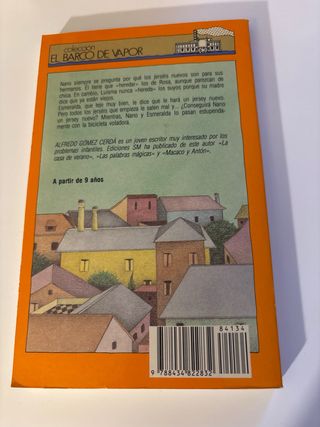 colección
EL BARCO DE VAPOR
Nano siempre se pregunta por qué los jerséis nuevos son para sus
hermanos. El tiene que «heredar» los de Rosa, aunque parezcan de
chica. En cambio, Luisma nunca «hereda» los suyos porque su madre
dice que ya están viejos.
Esmeralda, que teje muy bien, le dice que le hará un jersey nuevo.
Pero todos los jerséis que empieza le salen mal y... ¿Conseguirá Nano
un jersey nuevo? Mientras, Nano y Esmeralda lo pasan estupenda-
mente con la bicicleta voladora.
ALFREDO GÓMEZ CERDÁ es un joven escritor muy interesado por los
problemas infantiles. Ediciones SM ha publicado de este autor «La
casa de verano», «Las palabras mágicas» y «Macaco y Antón».
A partir de 9 años
84134
9 788434 822832